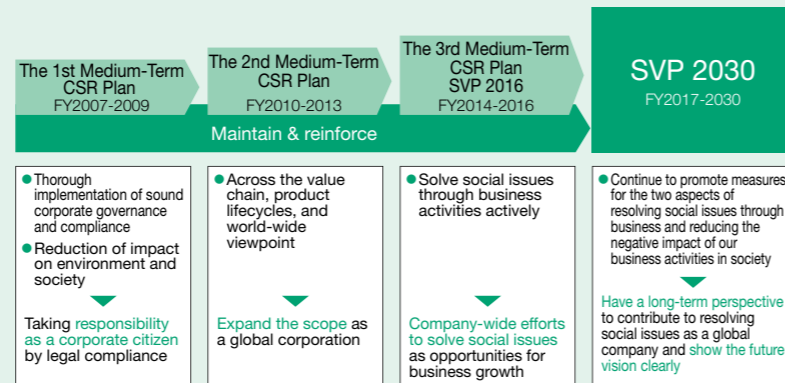 The 1st Medium-Term
CSR Plan
FY2007-2009
The 2nd Medium-Term
CSR Plan
FY2010-2013
The 3rd Medium-Term
CSR Plan
SVP 2016
FY2014-2016
SVP 2030
FY2017-2030
Maintain & reinforce
● Thorough
implementation of sound
corporate governance
and compliance
● Reduction of impact
on environment and
society
Taking responsibility
as a corporate citizen
by legal compliance
● Across the value
chain, product
lifecycles, and
world-wide
viewpoint
Expand the scope as
a global corporation
● Solve social issues
through business
activities actively
Company-wide efforts
to solve social issues
as opportunities for
business growth
● Continue to promote measures
for the two aspects of
resolving social issues through
business and reducing the
negative impact of our
business activities in society
Have a long-term perspective
to contribute to resolving
social issues as a global
company and show the future
vision clearly